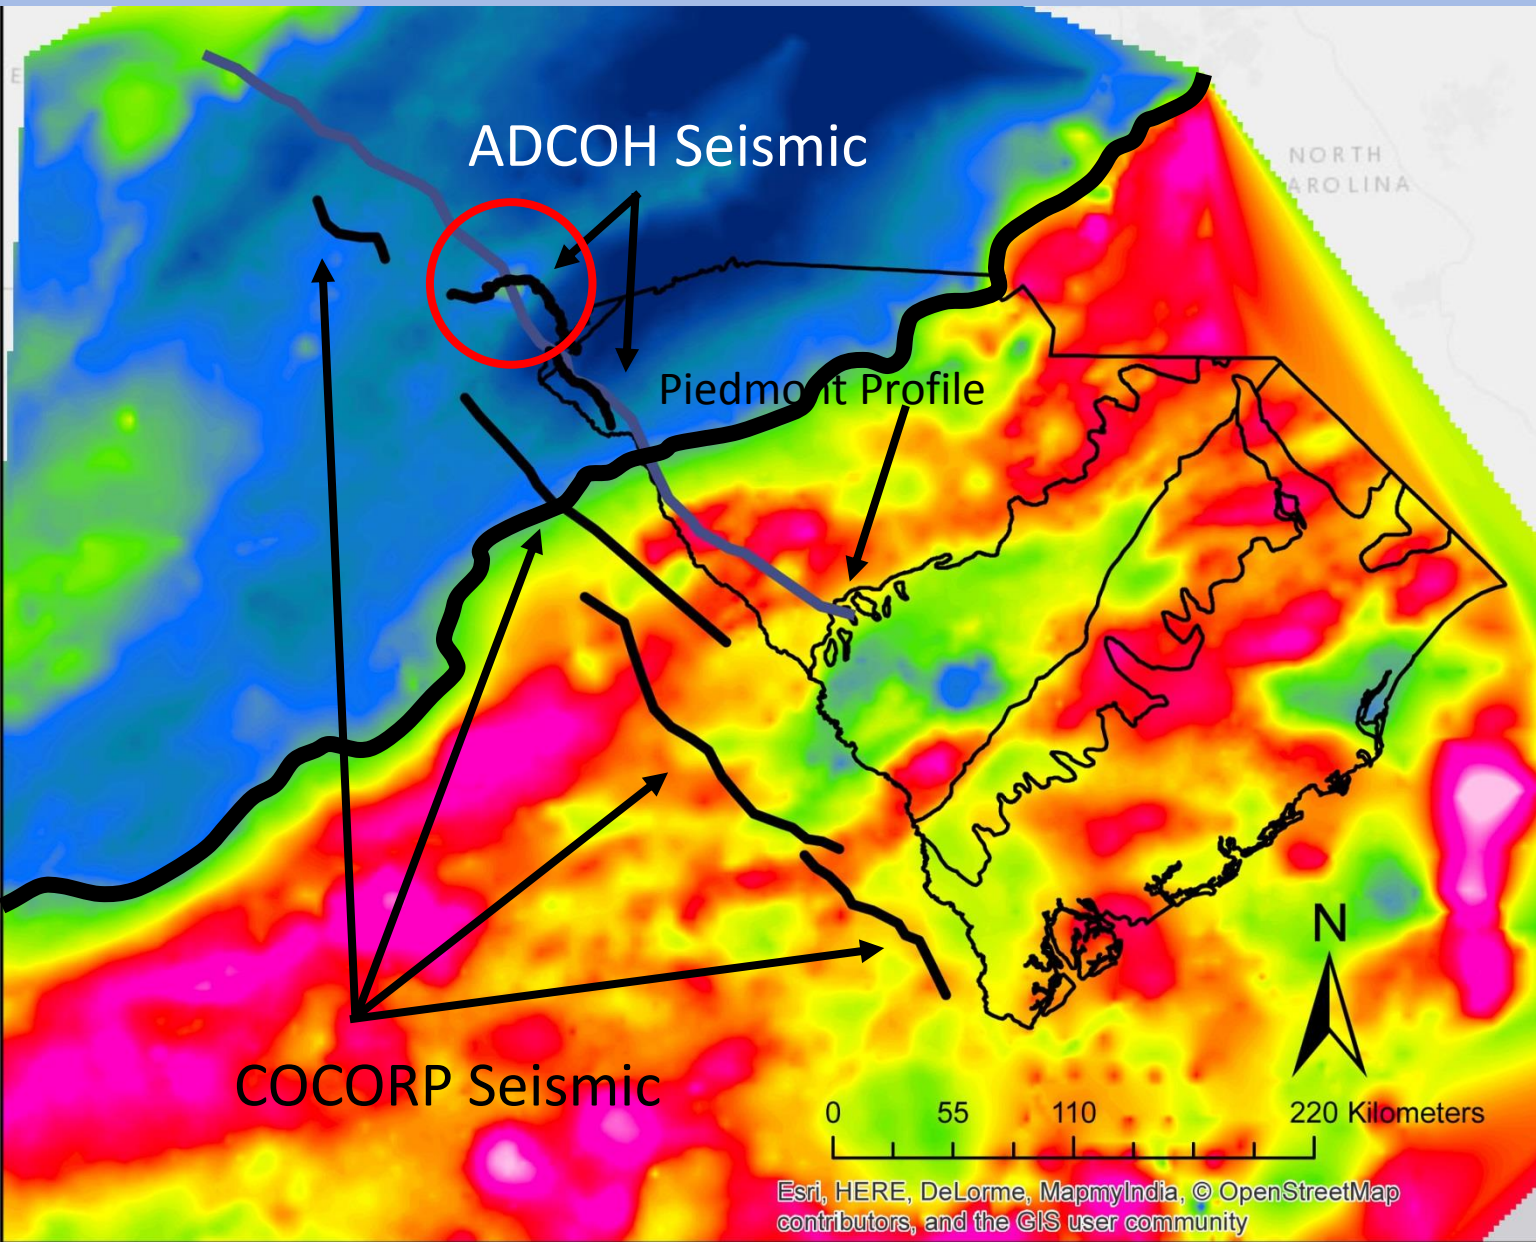 E
NORTH
AROLINA
ADCOH Seismic
Piedmont Profile
N
COCORP Seismic
0 55 110 220 Kilometers
Esri, HERE, DeLorme, MapmyIndia, © OpenStreetMap
contributors, and the GIS user community